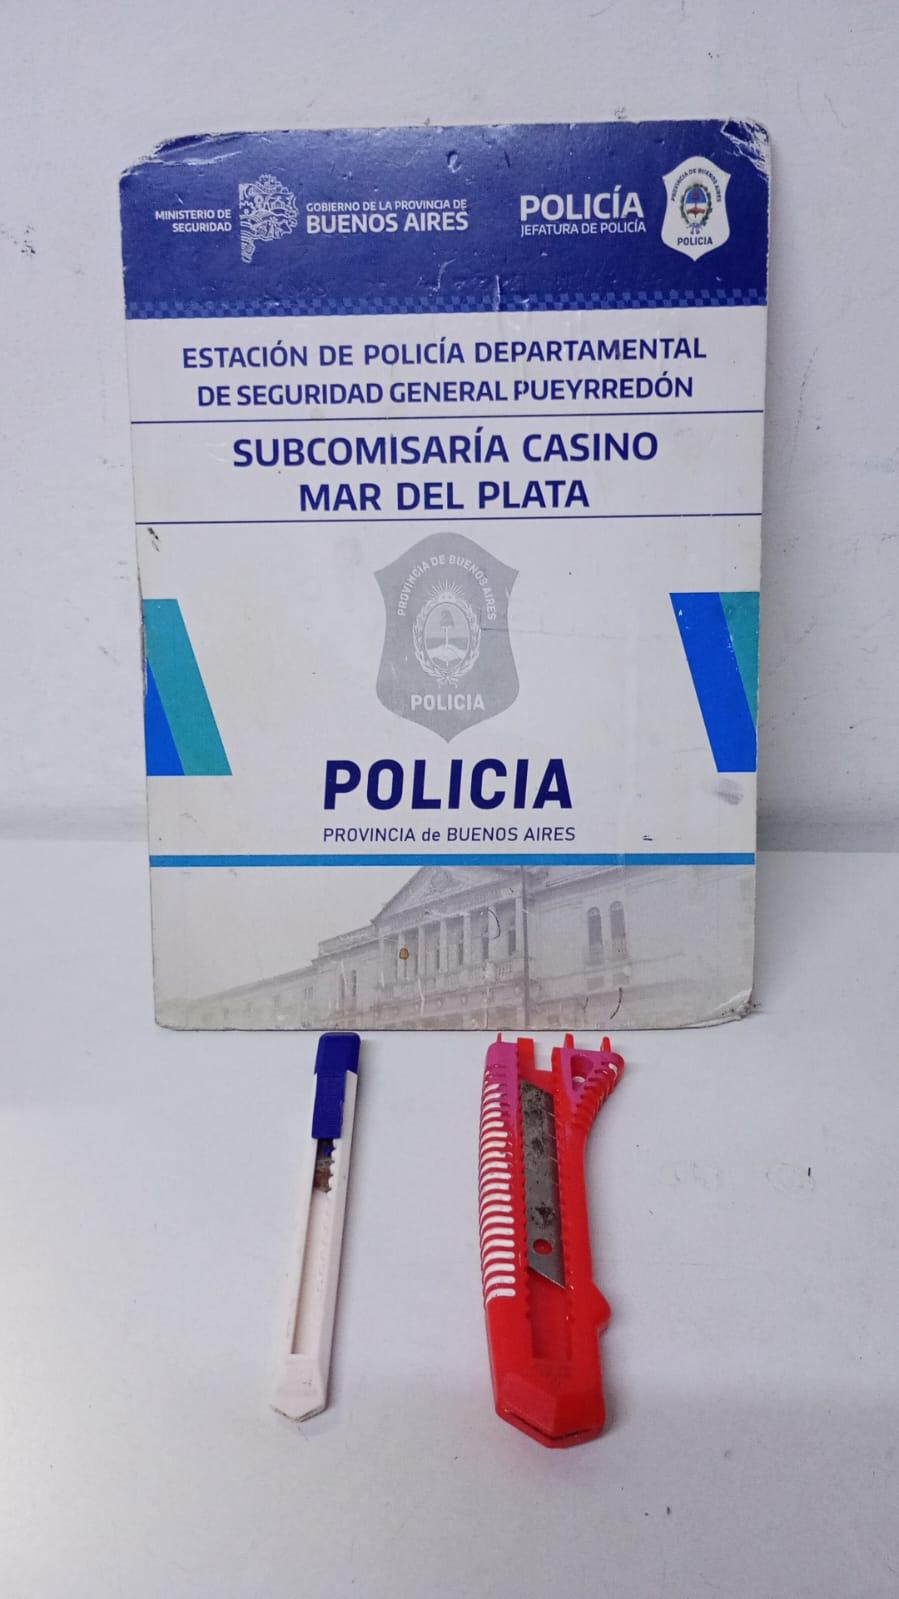 MINISTERIO DE
SEGURIDAD
GOBIERNO DE LA PROVINCIA DE
BUENOS AIRES
POLICÍA
JEFATURA DE POLICÍA
PROVINCIA DE BUENOS AIRES
POLICIA
ESTACIÓN DE POLICÍA DEPARTAMENTAL
DE SEGURIDAD GENERAL PUEYRREDÓN
SUBCOMISARÍA CASINO
MAR DEL PLATA
PROVINCIA DE BUENOS AIRES
POLICIA
POLICIA
PROVINCIA de BUENOS AIRES